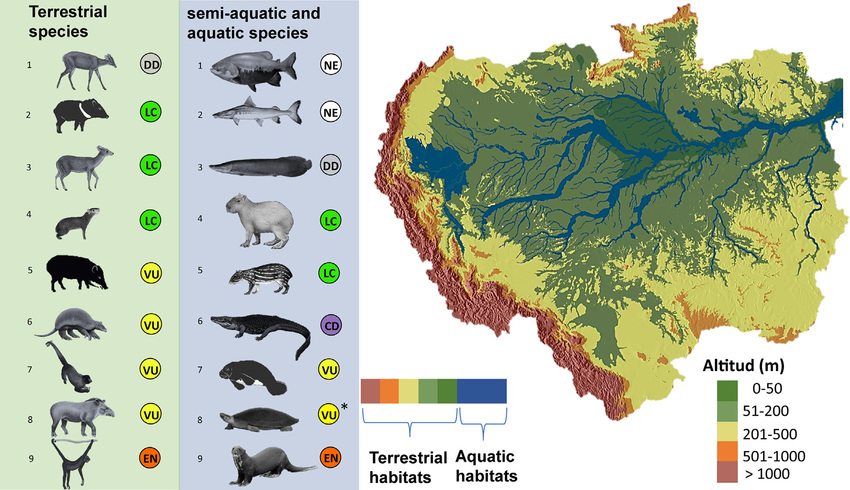 Terrestrial
species
1 DD
2 LC
3 LC
4 LC
5 VU
6 VU
7 VU
8 VU
9 EN
semi-aquatic and
aquatic species
1 NE
2 NE
3 DD
4 LC
5 LC
6 CD
7 VU
8 VU *
9 EN
Terrestrial
habitats
Aquatic
habitats
Altitud (m)
0-50
51-200
201-500
501-1000
> 1000